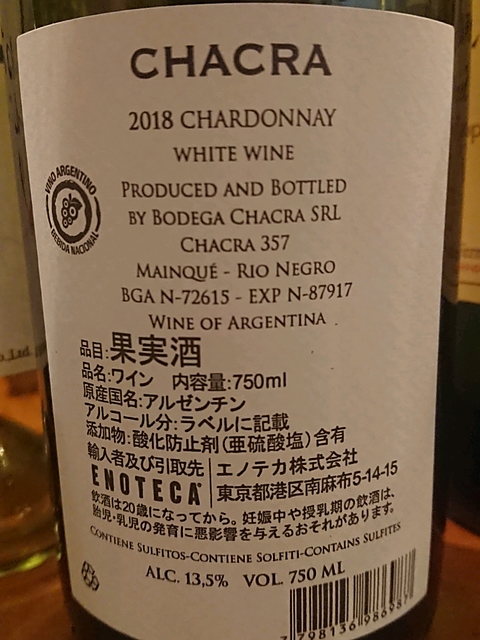 CHACRA
2018 CHARDONNAY
WHITE WINE
VINO ARGENTINO
BEBIDA NACIONAL
PRODUCED AND BOTTLED
BY BODEGA CHACRA SRL
CHACRA 357
MAINQUÉ - RIO NEGRO
BGA N-72615 - EXP N-87917
WINE OF ARGENTINA
品目:果実酒
品名:ワイン 内容量:750ml
原産国名:アルゼンチン
アルコール分:ラベルに記載
添加物:酸化防止剤(亜硫酸塩)含有
輸入者及び引取先
ENOTECA
エノテカ株式会社
東京都港区南麻布5-14-15
飲酒は20歳になってから。妊娠中や授乳期の飲酒は、
胎児・乳児の発育に悪影響を与えるおそれがあります。
CONTIENE SULFITOS-CONTIENE SOLFITI-CONTAINS SULFITES
ALC. 13,5% VOL. 750 ML
7 798136 986987